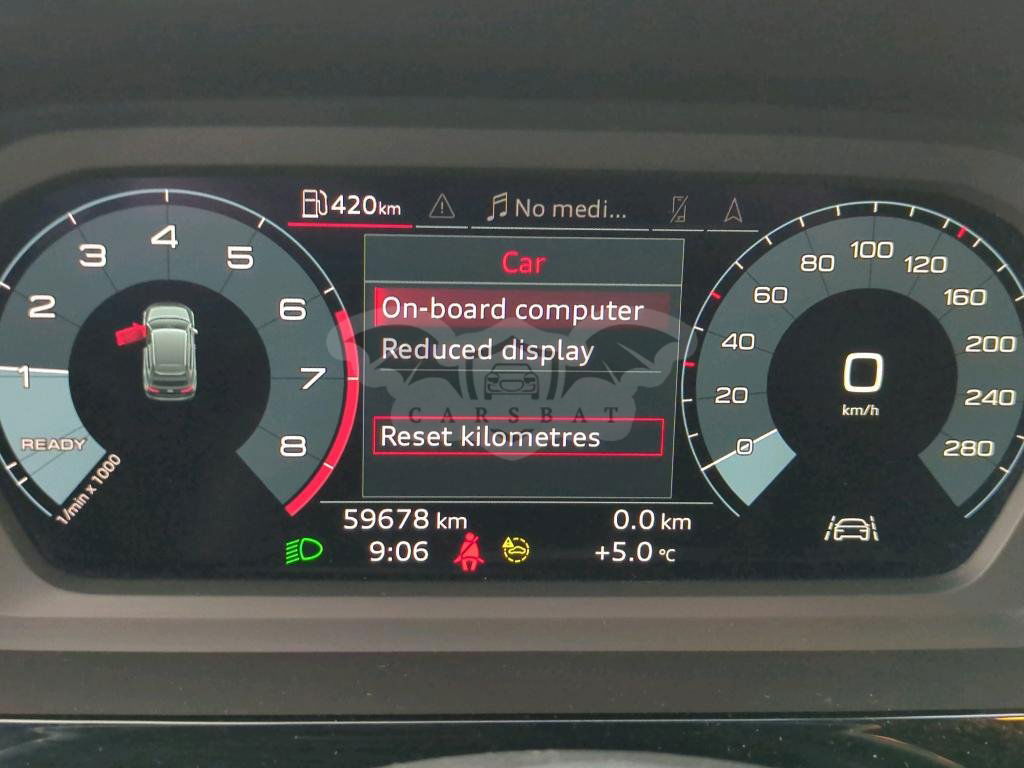 420km
No medi...
Car
On-board computer
Reduced display
Reset kilometres
CARSBAT
59678 km
0.0 km
9:06
+5.0 °C
1
2
3
4
5
6
7
8
READY
1/min x 1000
0
20
40
60
80
100
120
160
200
240
280
0
km/h